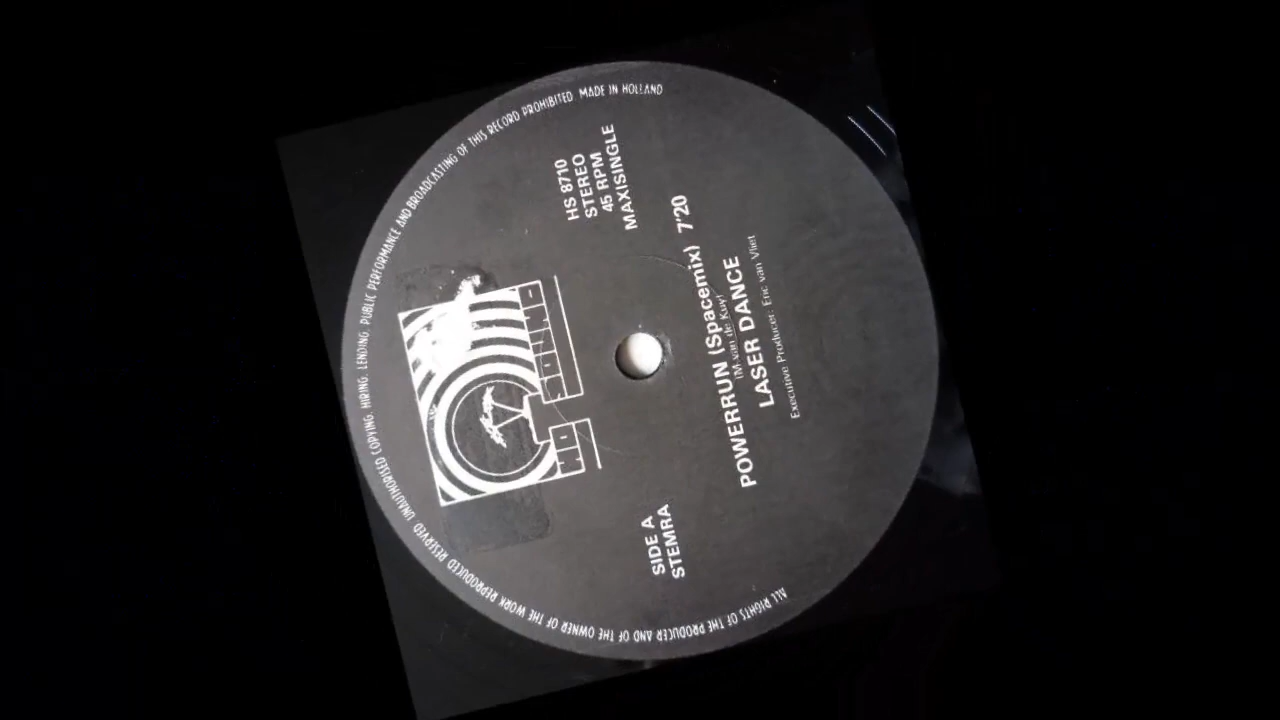 ALL RIGHTS OF THE PRODUCER AND OF THE OWNER OF THE WORK REPRODUCED RESERVED. UNAUTHORISED COPYING. HIRING. LENDING. PUBLIC PERFORMANCE AND BROADCASTING OF THIS RECORD PROHIBITED MADE IN HOLLAND
SIDE A
STEMRA
HS 8710
STEREO
45 RPM
MAXISINGLE
POWERRUN (Spacemix) 7'20
(M. van de Kuy)
LASER DANCE
Executive Producer: Eric van Vliet